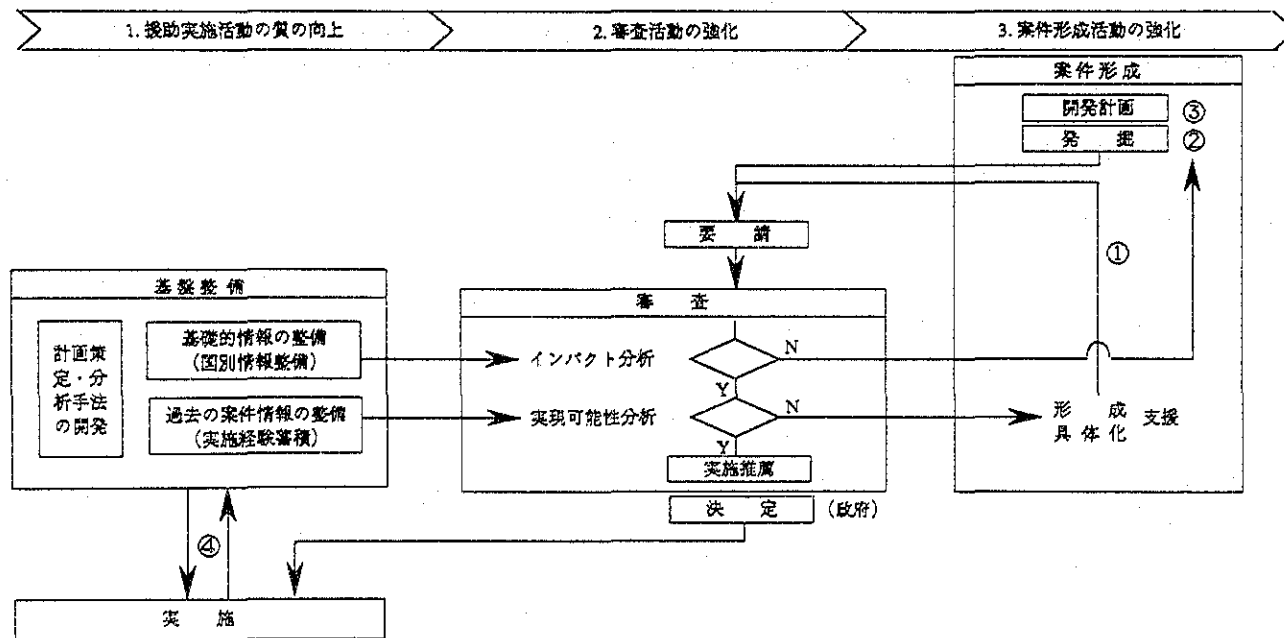 1. 援助実施活動の質の向上
2. 審査活動の強化
3. 案件形成活動の強化
案件形成
開発計画
③
発掘
②
要請
①
基盤整備
計画策
定・分
析手法
の開発
基礎的情報の整備
(国別情報整備)
過去の案件情報の整備
(実施経験蓄積)
審査
インパクト分析
N
Y
実現可能性分析
N
Y
実施推薦
形成
具体化
支援
決定
(政府)
④
実施